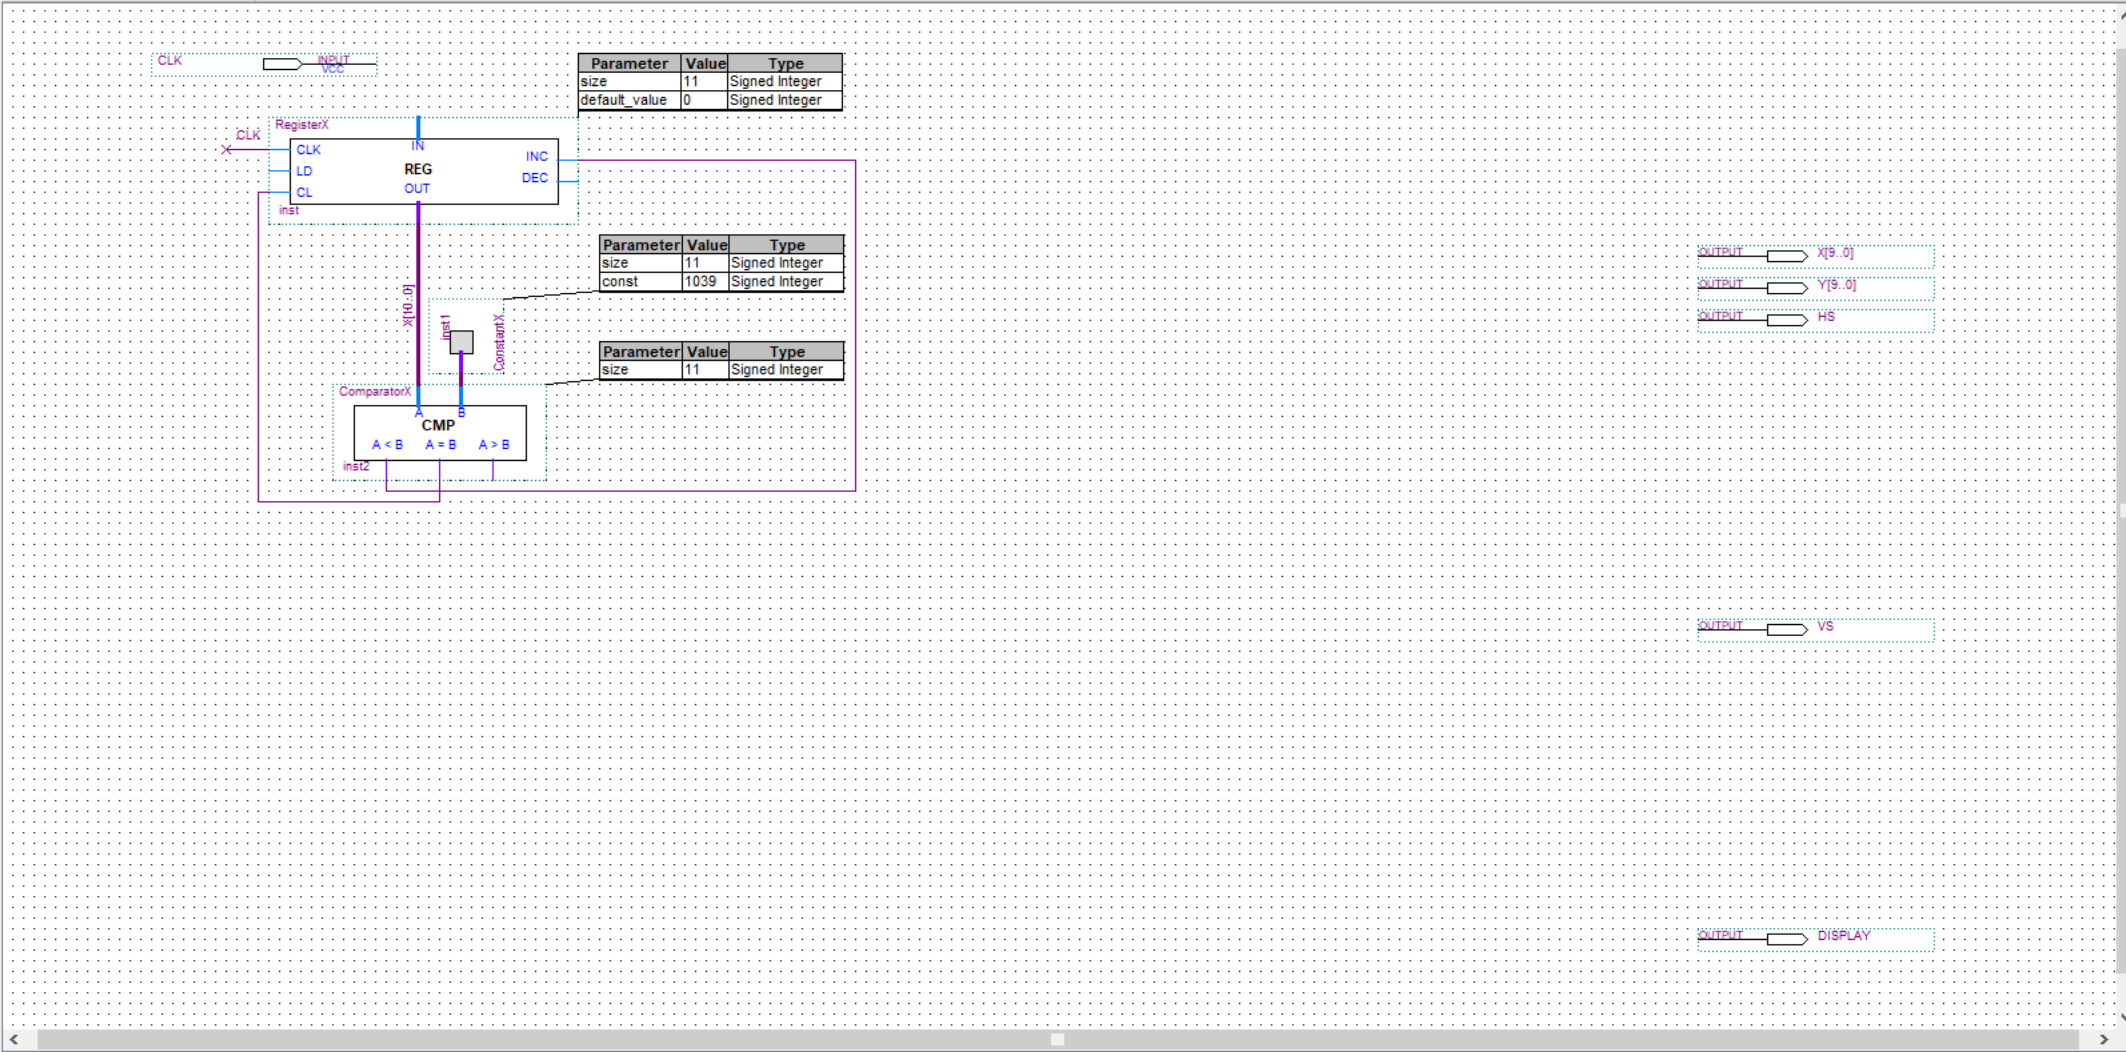 CLK INPUT
VCC
Parameter Value Type
size 11 Signed Integer
default_value 0 Signed Integer
RegisterX
CLK
CLK IN INC
LD REG DEC
CL OUT
inst
Parameter Value Type
size 11 Signed Integer
const 1039 Signed Integer
X[10..0]
inst1
ConstantX
Parameter Value Type
size 11 Signed Integer
ComparatorX
A B
CMP
A < B A = B A > B
inst2
OUTPUT X[9..0]
OUTPUT Y[9..0]
OUTPUT HS
OUTPUT VS
OUTPUT DISPLAY